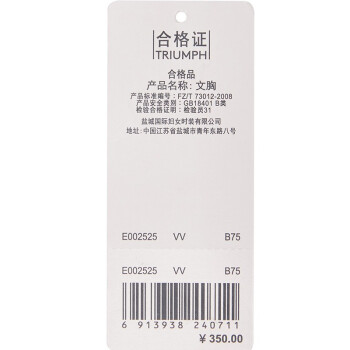 合格证
TRIUMPH
合格品
产品名称: 文胸
产品标准编号: FZ/T 73012-2008
产品安全类别: GB18401 B类
检验合格证明: 检验员31
盐城国际妇女时装有限公司
地址: 中国江苏省盐城市青年东路八号
E002525 VV B75
E002525 VV B75
6 913938 240711
¥ 350.00